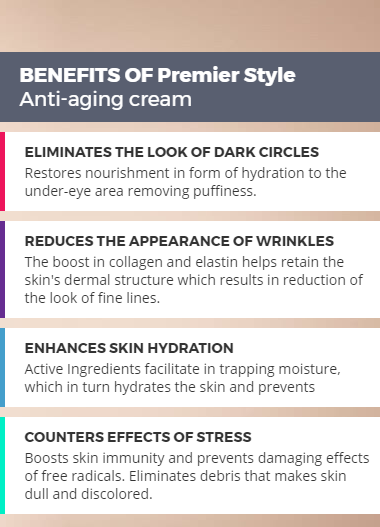 BENEFITS OF Premier Style
Anti-aging cream
ELIMINATES THE LOOK OF DARK CIRCLES
Restores nourishment in form of hydration to the
under-eye area removing puffiness.
REDUCES THE APPEARANCE OF WRINKLES
The boost in collagen and elastin helps retain the
skin's dermal structure which results in reduction of
the look of fine lines.
ENHANCES SKIN HYDRATION
Active Ingredients facilitate in trapping moisture,
which in turn hydrates the skin and prevents
COUNTERS EFFECTS OF STRESS
Boosts skin immunity and prevents damaging effects
of free radicals. Eliminates debris that makes skin
dull and discolored.